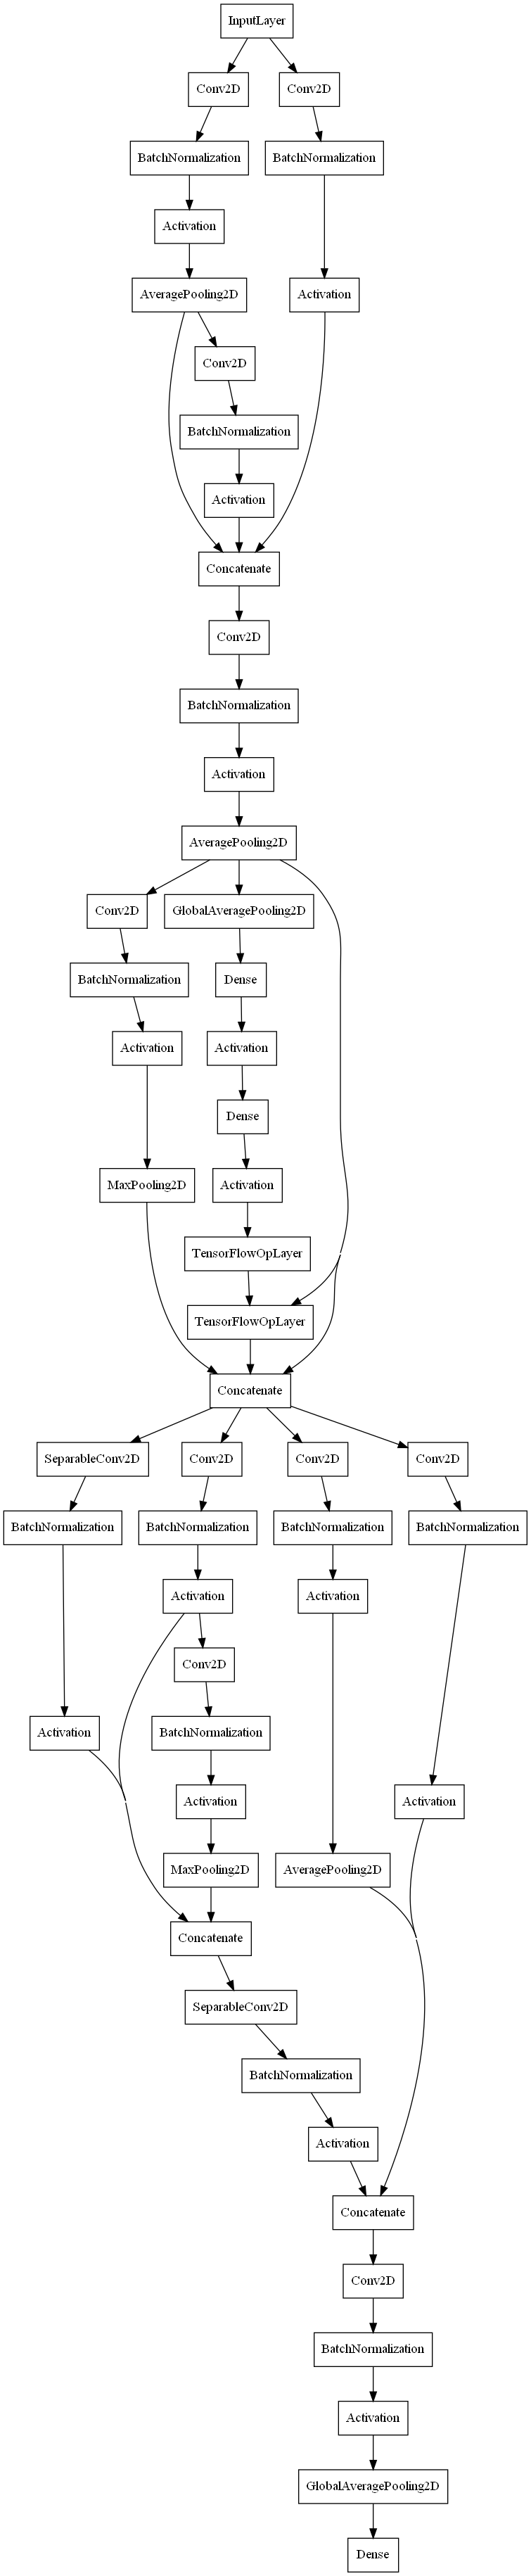 InputLayer
Conv2D
Conv2D
BatchNormalization
BatchNormalization
Activation
AveragePooling2D
Activation
Conv2D
BatchNormalization
Activation
Concatenate
Conv2D
BatchNormalization
Activation
AveragePooling2D
Conv2D
GlobalAveragePooling2D
BatchNormalization
Dense
Activation
Activation
Dense
MaxPooling2D
Activation
TensorFlowOpLayer
TensorFlowOpLayer
Concatenate
SeparableConv2D
Conv2D
Conv2D
Conv2D
BatchNormalization
BatchNormalization
BatchNormalization
BatchNormalization
Activation
Activation
Conv2D
Activation
BatchNormalization
Activation
Activation
MaxPooling2D
AveragePooling2D
Concatenate
SeparableConv2D
BatchNormalization
Activation
Concatenate
Conv2D
BatchNormalization
Activation
GlobalAveragePooling2D
Dense